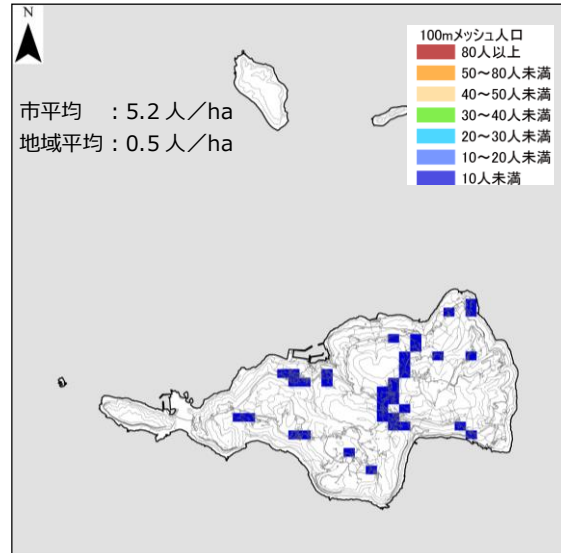 N
市平均　：5.2 人／ha
地域平均：0.5 人／ha
100mメッシュ人口
80人以上
50～80人未満
40～50人未満
30～40人未満
20～30人未満
10～20人未満
10人未満